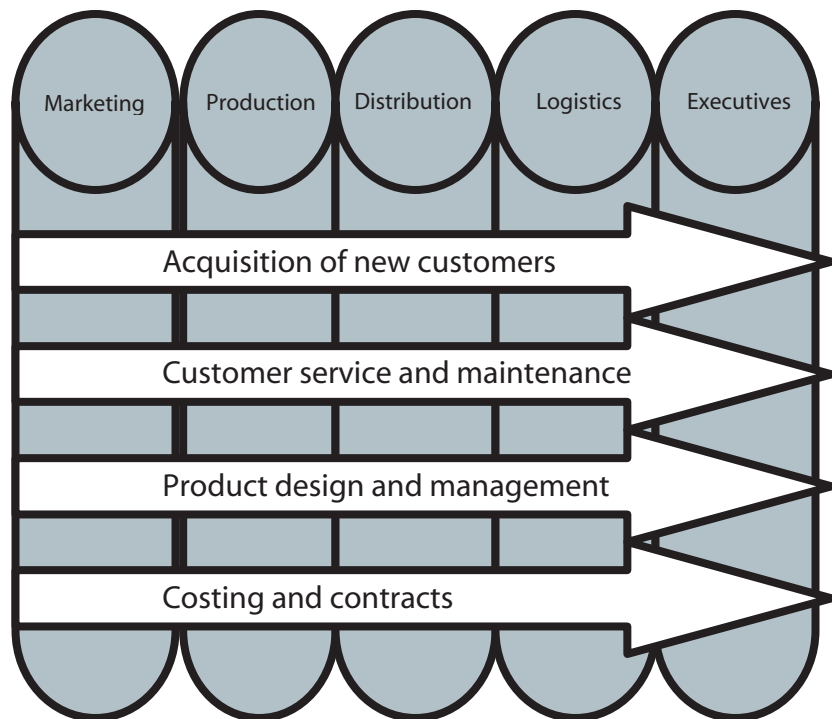 Marketing
Production
Distribution
Logistics
Executives
Acquisition of new customers
Customer service and maintenance
Product design and management
Costing and contracts